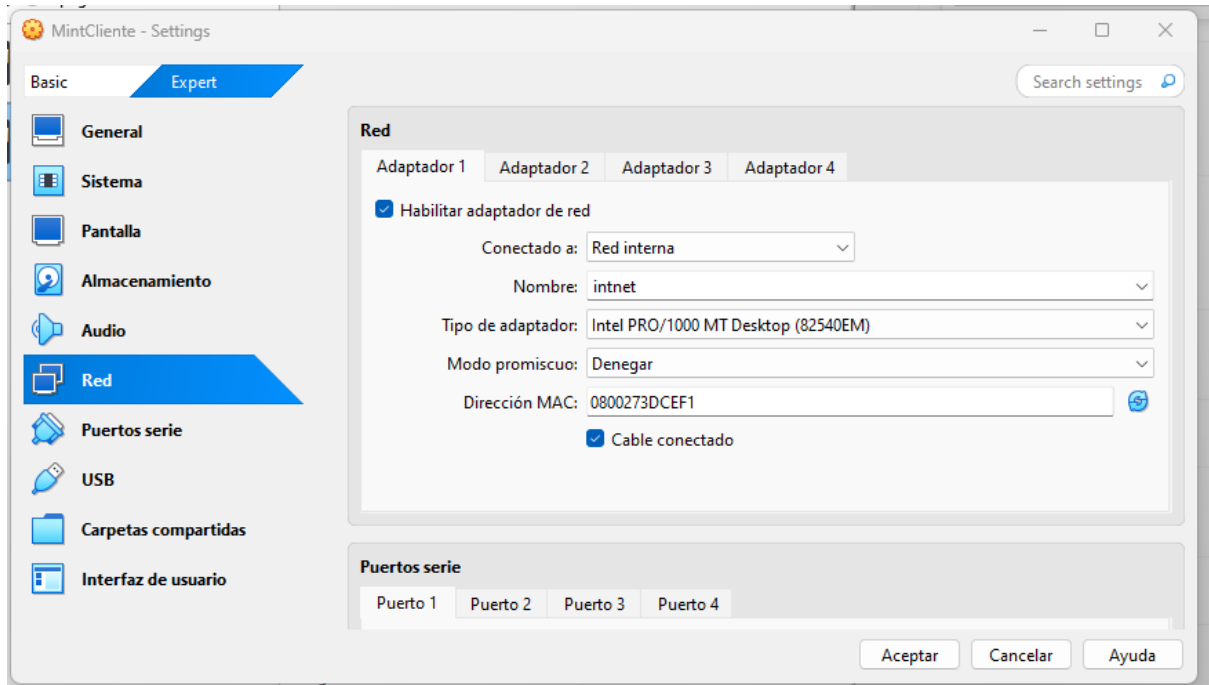 MintCliente - Settings
Basic Expert Search settings
General
Sistema
Pantalla
Almacenamiento
Audio
Red
Puertos serie
USB
Carpetas compartidas
Interfaz de usuario
Red
Adaptador 1 Adaptador 2 Adaptador 3 Adaptador 4
Habilitar adaptador de red
Conectado a: Red interna
Nombre: intnet
Tipo de adaptador: Intel PRO/1000 MT Desktop (82540EM)
Modo promiscuo: Denegar
Dirección MAC: 0800273DCEF1
Cable conectado
Puertos serie
Puerto 1 Puerto 2 Puerto 3 Puerto 4
Aceptar Cancelar Ayuda